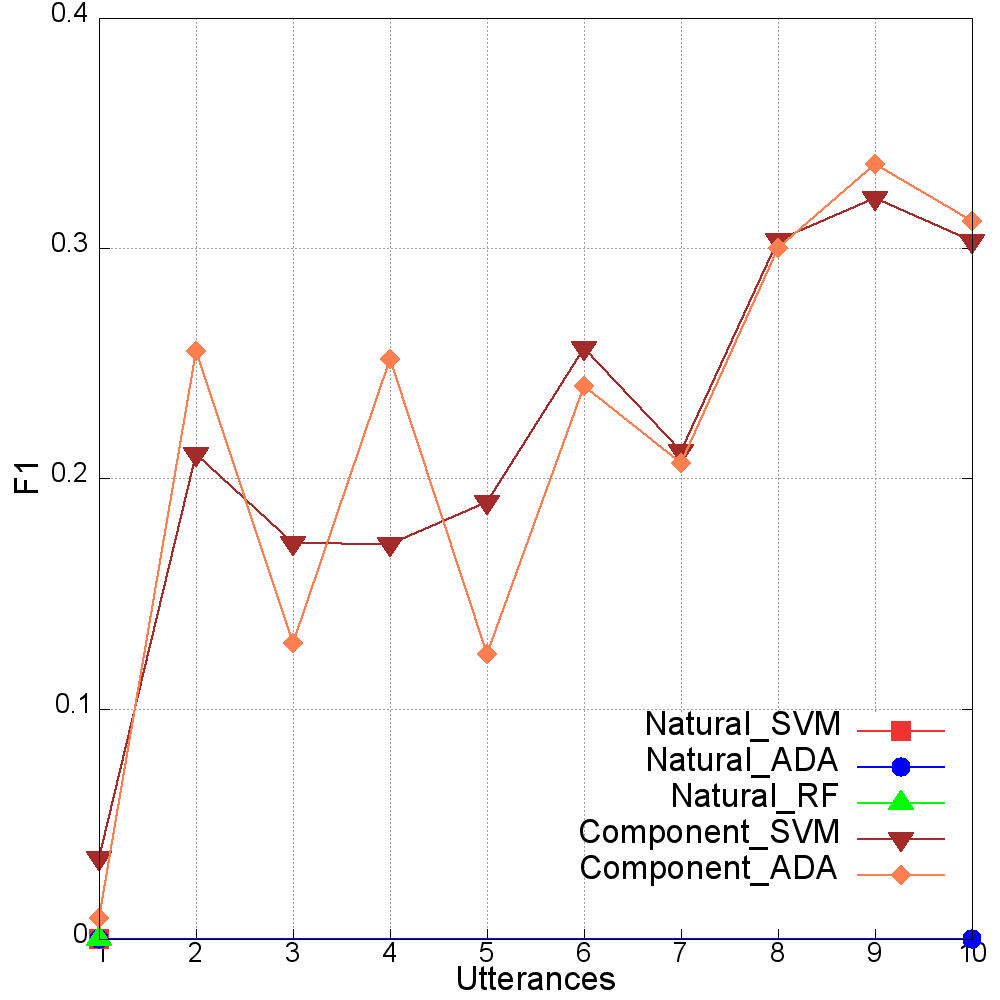 0.4
0.3
0.2
0.1
0
F1
Natural_SVM
Natural_ADA
Natural_RF
Component_SVM
Component_ADA
1 2 3 4 5 6 7 8 9 10
Utterances